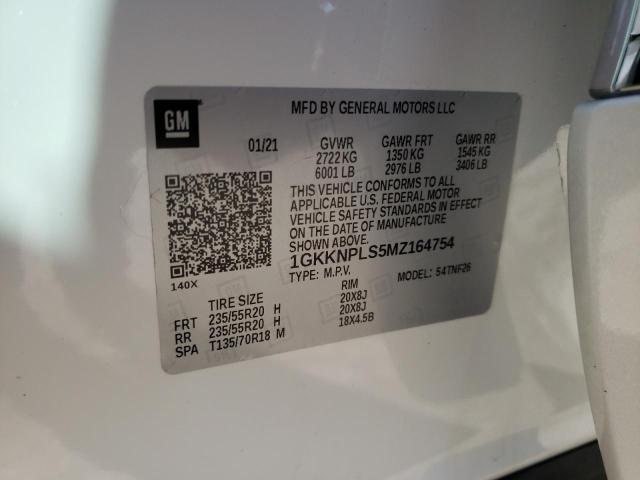 GM
MFD BY GENERAL MOTORS LLC
01/21 GVWR GAWR FRT GAWR RR
2722 KG 1350 KG 1545 KG
6001 LB 2976 LB 3406 LB
THIS VEHICLE CONFORMS TO ALL
APPLICABLE U.S. FEDERAL MOTOR
VEHICLE SAFETY STANDARDS IN EFFECT
ON THE DATE OF MANUFACTURE
SHOWN ABOVE.
1GKKNPLS5MZ164754
140X TYPE: M.P.V. MODEL: 54TNF26
TIRE SIZE RIM
FRT 235/55R20 H 20X8J
RR 235/55R20 H 20X8J
SPA T135/70R18 M 18X4.5B